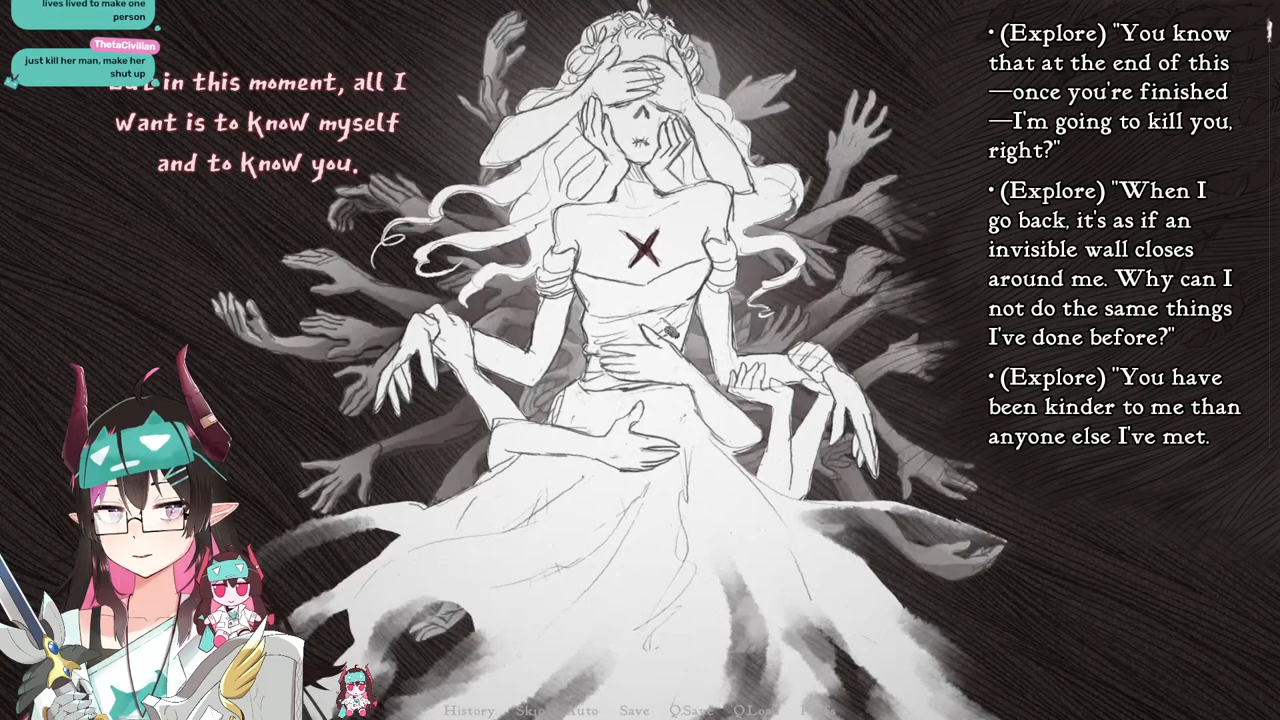 lives lived to make one
person
ThetaCivilian
just kill her man, make her
shut up
in this moment, all I
want is to know myself
and to know you.
• (Explore) "You know
that at the end of this
—once you're finished
—I'm going to kill you,
right?"
• (Explore) "When I
go back, it's as if an
invisible wall closes
around me. Why can I
not do the same things
I've done before?"
• (Explore) "You have
been kinder to me than
anyone else I've met.
History Skip Auto Save Q.Save Q.Load